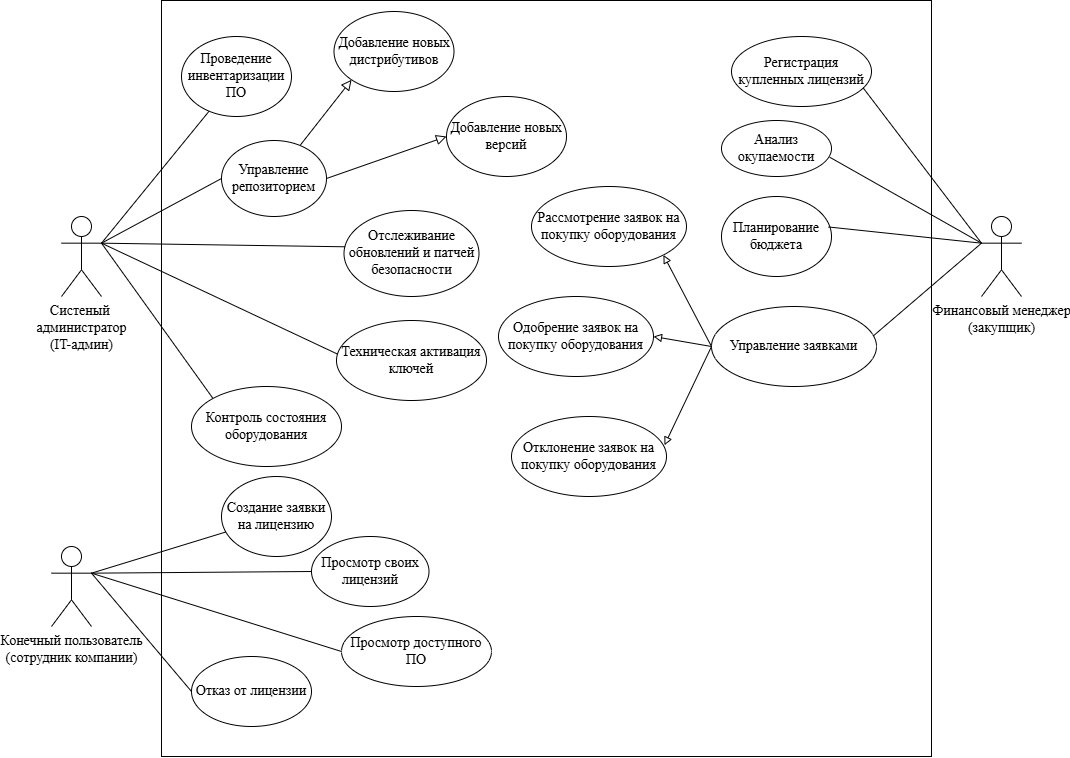 Добавление новых
дистрибутивов
Проведение
инвентаризации
ПО
Регистрация
купленных лицензий
Добавление новых
версий
Анализ
окупаемости
Управление
репозиторием
Рассмотрение заявок на
покупку оборудования
Планирование
бюджета
Отслеживание
обновлений и патчей
безопасности
Систеный
администратор
(IT-админ)
Финансовый менеджер
(закупщик)
Одобрение заявок на
покупку оборудования
Управление заявками
Техническая активация
ключей
Контроль состояния
оборудования
Отклонение заявок на
покупку оборудования
Создание заявки
на лицензию
Просмотр своих
лицензий
Конечный пользователь
(сотрудник компании)
Просмотр доступного
ПО
Отказ от лицензии